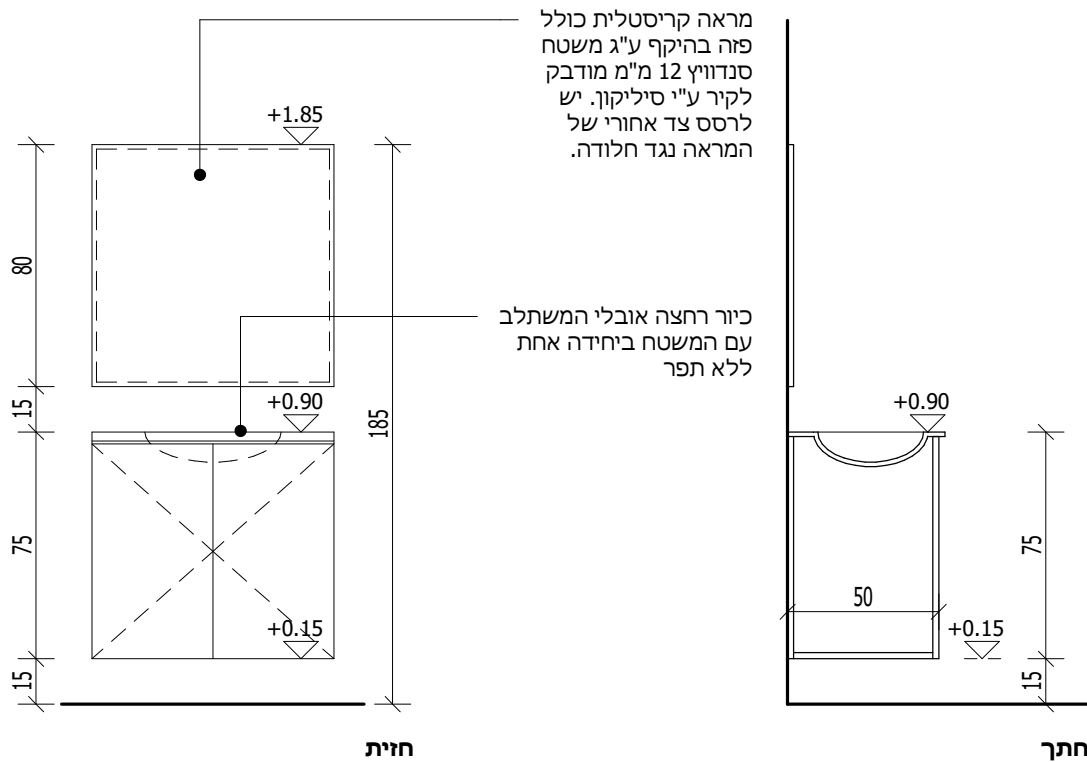 מראה קריסטלית כולל
פזה בהיקף ע"ג משטח
סנדוויץ 12 מ"מ מודבק
לקיר ע"י סיליקון. יש
לרסס צד אחורי של
המראה נגד חלודה.
+1.85
80
כיור רחצה אובלי המשתלב
עם המשטח ביחידה אחת
ללא תפר
15
+0.90
185
+0.90
75
75
50
+0.15
+0.15
15
15
חזית
חתך